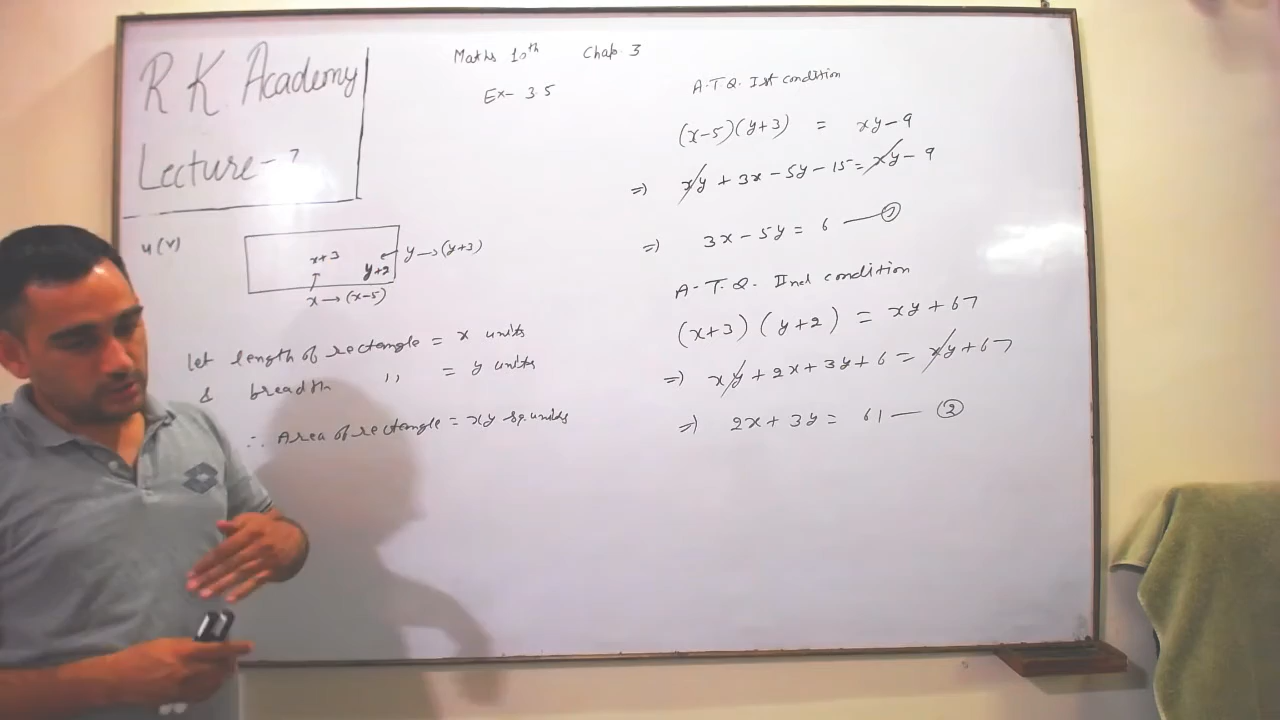 R K Academy
Lecture - 7
Maths 10th Chap. 3
Ex- 3.5
4(v)
x+3
y+2
y → (y+3)
x → (x-5)
let length of rectangle = x units
& breadth ,, = y units
∴ Area of rectangle = xy sq. units
A.T.Q. Ist condition
(x-5)(y+3) = xy-9
=) xy + 3x - 5y - 15 = xy - 9
=) 3x - 5y = 6 — ①
A.T.Q. IInd condition
(x+3) (y+2) = xy + 67
=) xy + 2x + 3y + 6 = xy + 67
=) 2x + 3y = 61 — ②